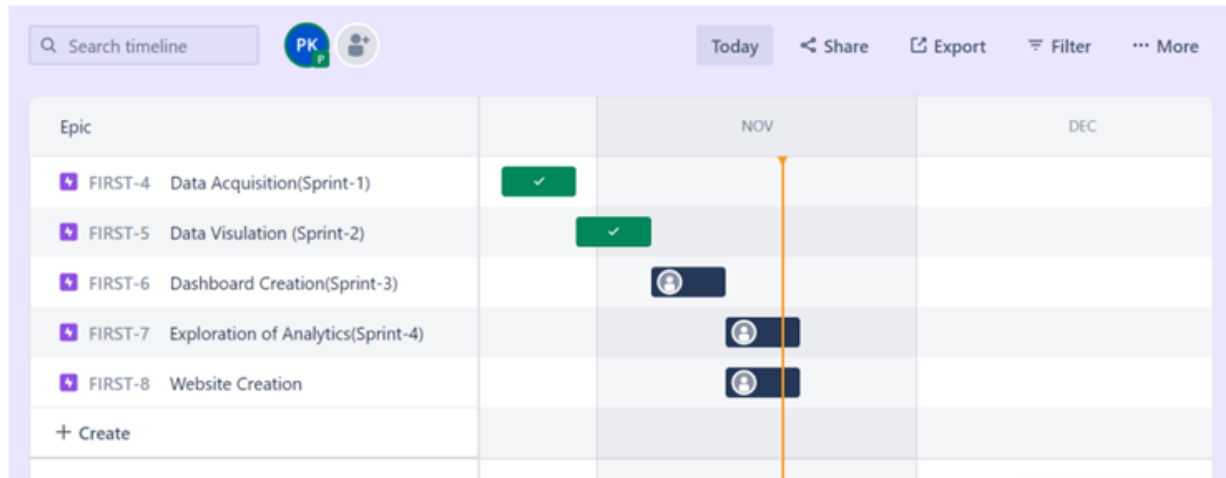 Search timeline PK P Today Share Export Filter ... More
Epic NOV DEC
FIRST-4 Data Acquisition(Sprint-1)
FIRST-5 Data Visulation (Sprint-2)
FIRST-6 Dashboard Creation(Sprint-3)
FIRST-7 Exploration of Analytics(Sprint-4)
FIRST-8 Website Creation
+ Create